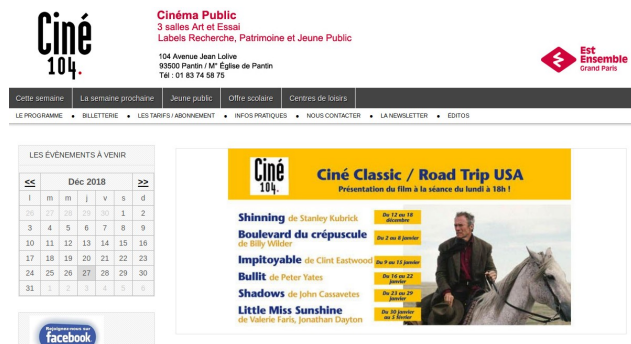 Ciné
104.
Cinéma Public
3 salles Art et Essai
Labels Recherche, Patrimoine et Jeune Public
104 Avenue Jean Lolive
93500 Pantin / M° Église de Pantin
Tél : 01 83 74 58 75
Est
Ensemble
Grand Paris
Cette semaine La semaine prochaine Jeune public Offre scolaire Centres de loisirs
LE PROGRAMME • BILLETTERIE • LES TARIFS / ABONNEMENT • INFOS PRATIQUES • NOUS CONTACTER • LA NEWSLETTER • ÉDITOS
LES ÉVÈNEMENTS À VENIR
<< Déc 2018 >>
l m m j v s d
26 27 28 29 30 1 2
3 4 5 6 7 8 9
10 11 12 13 14 15 16
17 18 19 20 21 22 23
24 25 26 27 28 29 30
31 1 2 3 4 5 6
Rejoignez-nous sur
facebook
Ciné
104.
Ciné Classic / Road Trip USA
Présentation du film à la séance du lundi à 18h !
Shinning de Stanley Kubrick Du 12 au 18
décembre
Boulevard du crépuscule
de Billy Wilder Du 2 au 8 janvier
Impitoyable de Clint Eastwood Du 9 au 15 janvier
Bullit de Peter Yates Du 16 au 22
janvier
Shadows de John Cassavetes Du 23 au 29
janvier
Little Miss Sunshine
de Valerie Faris, Jonathan Dayton Du 30 janvier
au 5 février